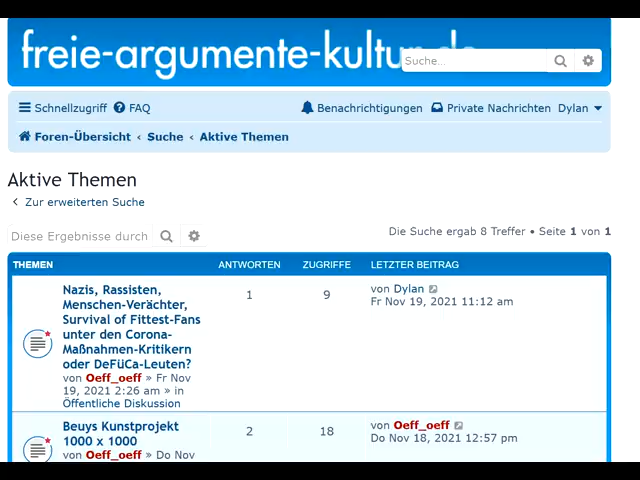 freie-argumente-kultur.de
Suche…
Schnellzugriff FAQ Benachrichtigungen Private Nachrichten Dylan
Foren-Übersicht ‹ Suche ‹ Aktive Themen
Aktive Themen
Zur erweiterten Suche
Diese Ergebnisse durch
Die Suche ergab 8 Treffer • Seite 1 von 1
THEMEN ANTWORTEN ZUGRIFFE LETZTER BEITRAG
Nazis, Rassisten,
Menschen-Verächter,
Survival of Fittest-Fans
unter den Corona-
Maßnahmen-Kritikern
oder DeFüCa-Leuten?
von Oeff_oeff » Fr Nov
19, 2021 2:26 am » in
Öffentliche Diskussion
1
9
von Dylan
Fr Nov 19, 2021 11:12 am
Beuys Kunstprojekt
1000 x 1000
von Oeff_oeff » Do Nov
2
18
von Oeff_oeff
Do Nov 18, 2021 12:57 pm